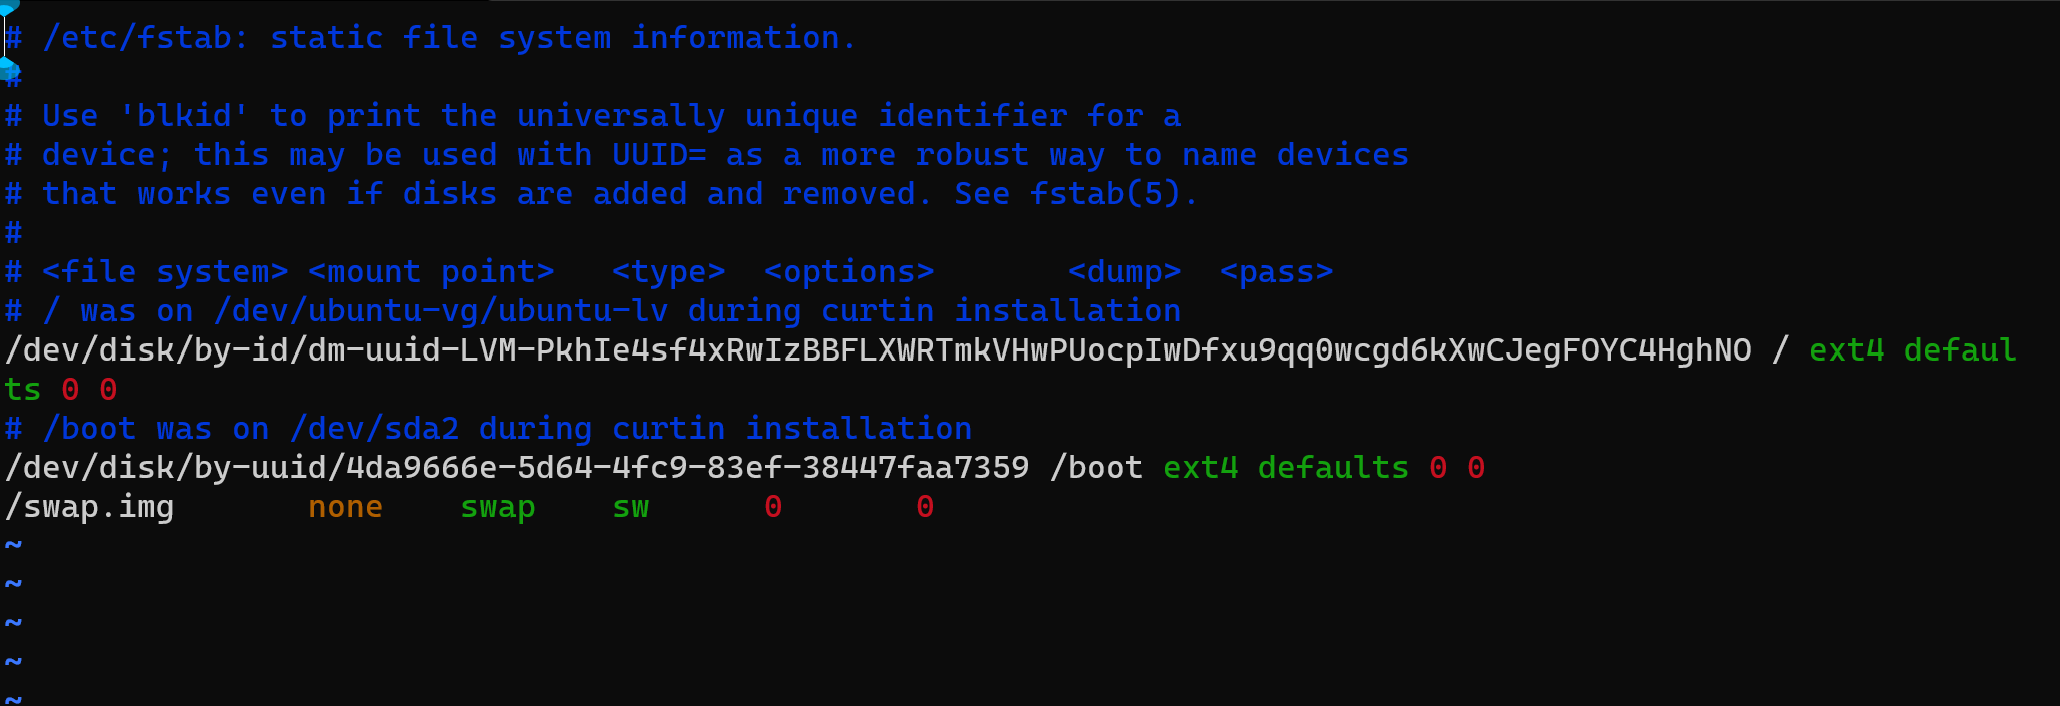 # /etc/fstab: static file system information.
#
# Use 'blkid' to print the universally unique identifier for a
# device; this may be used with UUID= as a more robust way to name devices
# that works even if disks are added and removed. See fstab(5).
#
# <file system> <mount point>   <type>  <options>       <dump>  <pass>
# / was on /dev/ubuntu-vg/ubuntu-lv during curtin installation
/dev/disk/by-id/dm-uuid-LVM-PkhIe4sf4xRwIzBBFLXWRTmkVHwPUocpIwDfxu9qq0wcgd6kXwCJegFOYC4HghNO / ext4 defaul
ts 0 0
# /boot was on /dev/sda2 during curtin installation
/dev/disk/by-uuid/4da9666e-5d64-4fc9-83ef-38447faa7359 /boot ext4 defaults 0 0
/swap.img       none    swap    sw      0       0
~
~
~
~
~